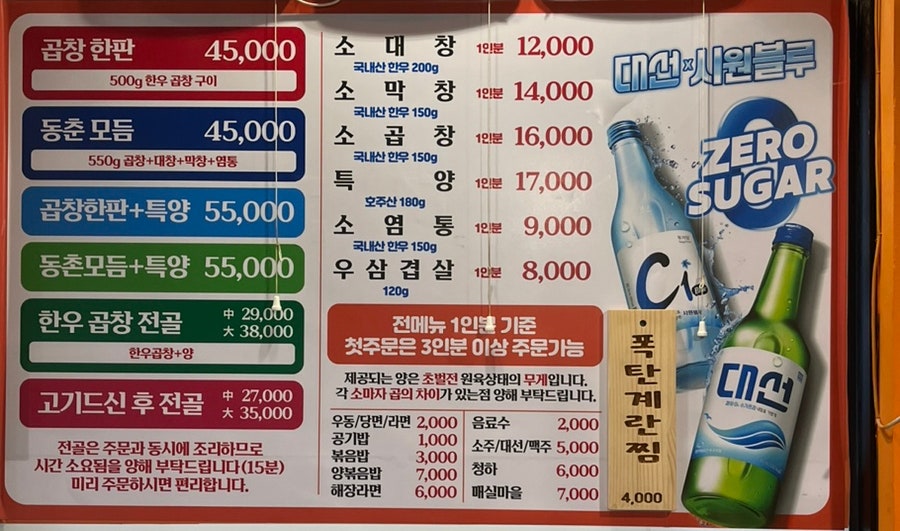 곱창 한판 45,000
500g 한우 곱창 구이
동춘 모듬 45,000
550g 곱창+대창+막창+염통
곱창한판+특양 55,000
동촌모듬+특양 55,000
한우 곱창 전골 中 29,000
大 38,000
한우곱창+양
고기드신 후 전골 中 27,000
大 35,000
전골은 주문과 동시에 조리하므로
시간 소요됨을 양해 부탁드립니다(15분)
미리 주문하시면 편리합니다.
소대창 1인분 12,000
국내산 한우 200g
소막창 1인분 14,000
국내산 한우 150g
소곱창 1인분 16,000
국내산 한우 150g
특양 1인분 17,000
호주산 180g
소염통 1인분 9,000
국내산 한우 150g
우삼겹살 1인분 8,000
120g
전메뉴 1인분 기준
첫주문은 3인분 이상 주문가능
제공되는 양은 초벌전 원육상태의 무게입니다.
각 소마자 곱의 차이가 있는점 양해 부탁드립니다.
우동/당면/라면 2,000
공기밥 1,000
볶음밥 3,000
양볶음밥 7,000
해장라면 6,000
음료수 2,000
소주/대선/맥주 5,000
청하 6,000
매실마을 7,000
폭탄계란찜
4,000
대선×시원블루
ZERO
SUGAR
Ci
대선